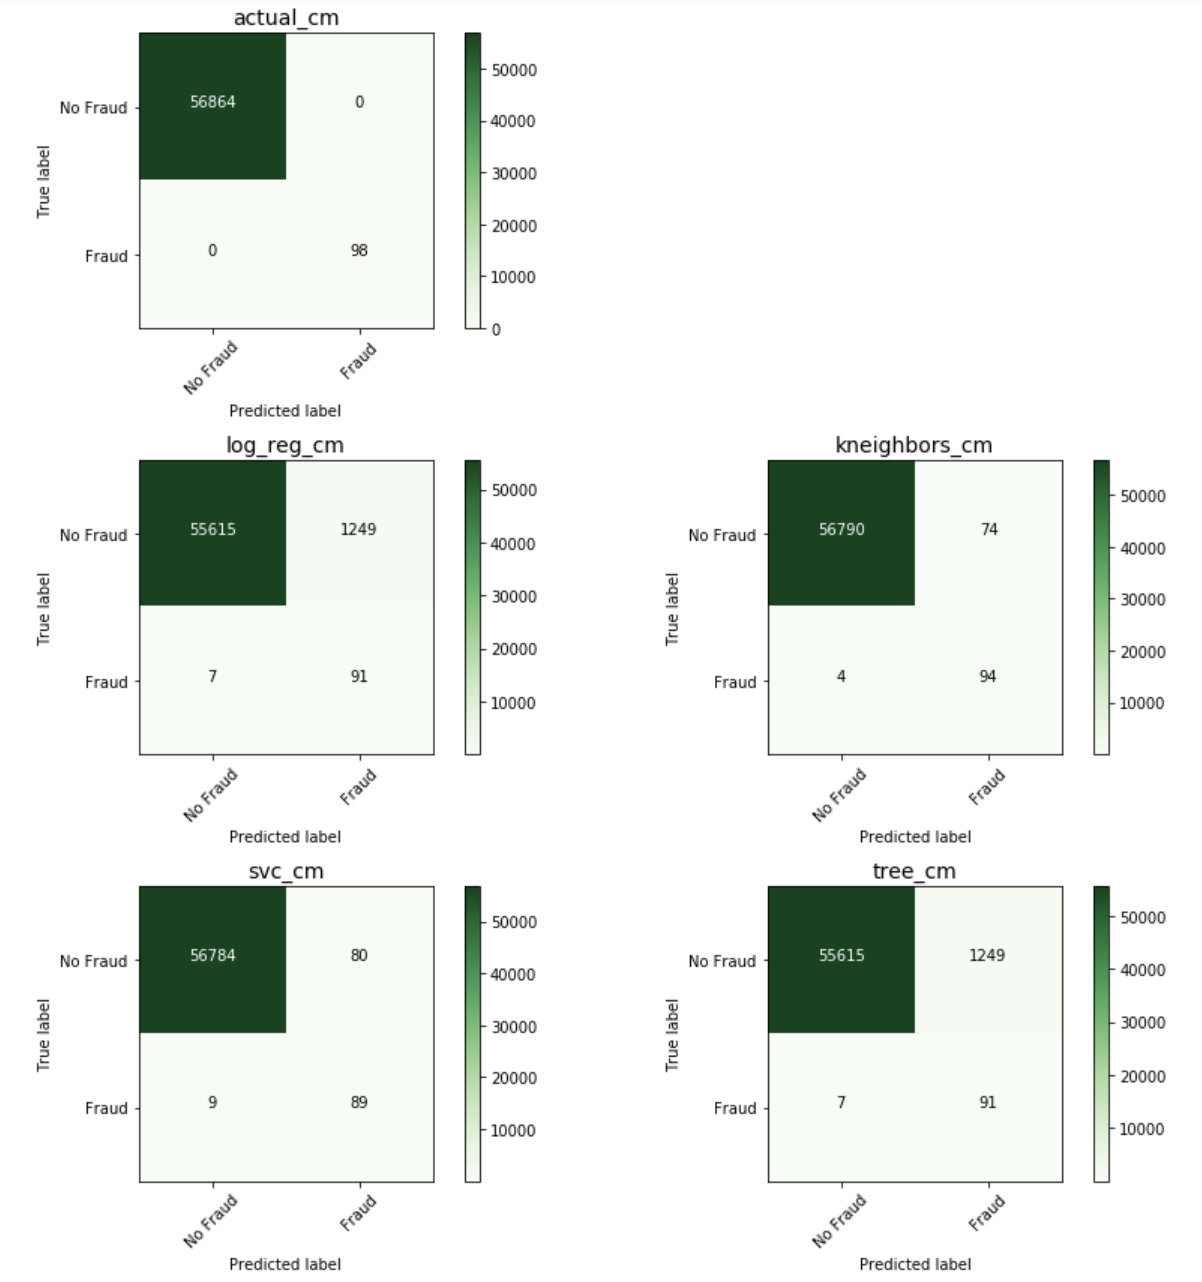 actual_cm
No Fraud
Fraud
True label
56864
0
0
98
No Fraud
Fraud
Predicted label
50000
40000
30000
20000
10000
0
log_reg_cm
No Fraud
Fraud
True label
55615
1249
7
91
No Fraud
Fraud
Predicted label
50000
40000
30000
20000
10000
kneighbors_cm
No Fraud
Fraud
True label
56790
74
4
94
No Fraud
Fraud
Predicted label
50000
40000
30000
20000
10000
svc_cm
No Fraud
Fraud
True label
56784
80
9
89
No Fraud
Fraud
Predicted label
50000
40000
30000
20000
10000
tree_cm
No Fraud
Fraud
True label
55615
1249
7
91
No Fraud
Fraud
Predicted label
50000
40000
30000
20000
10000